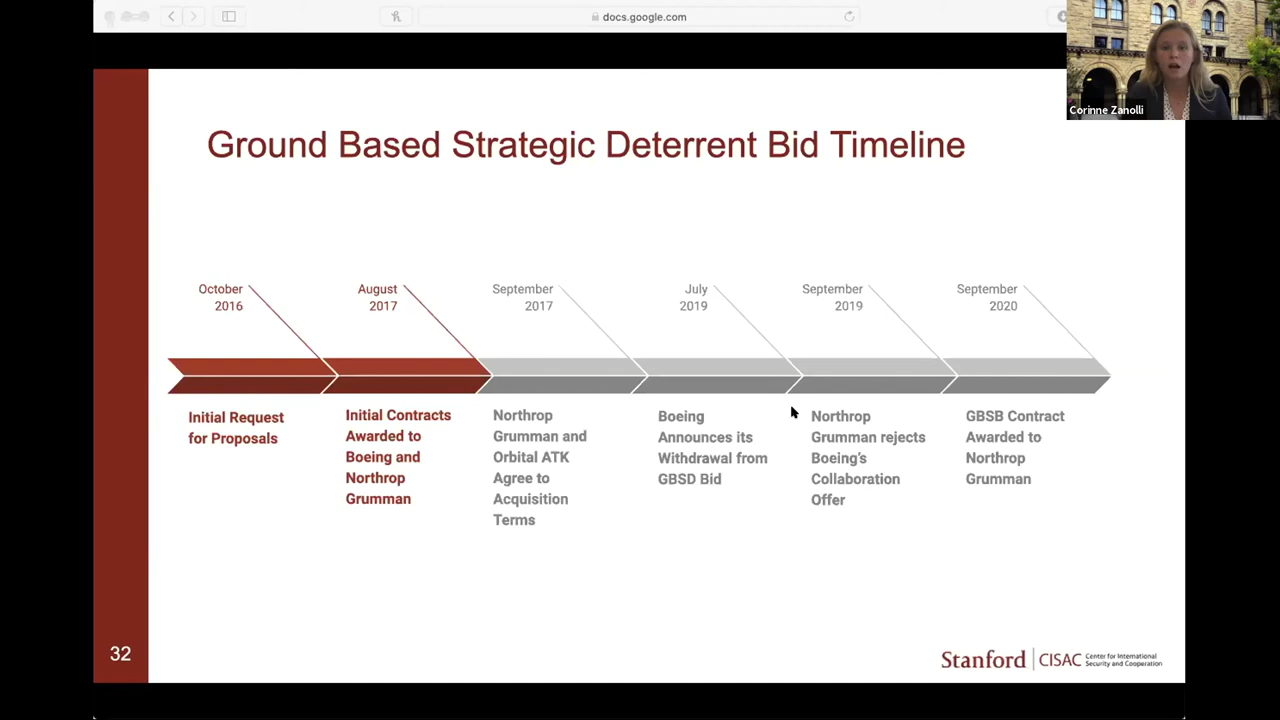 docs.google.com
Corinne Zanolli
Ground Based Strategic Deterrent Bid Timeline
October
2016
August
2017
September
2017
July
2019
September
2019
September
2020
Initial Request
for Proposals
Initial Contracts
Awarded to
Boeing and
Northrop
Grumman
Northrop
Grumman and
Orbital ATK
Agree to
Acquisition
Terms
Boeing
Announces its
Withdrawal from
GBSD Bid
Northrop
Grumman rejects
Boeing's
Collaboration
Offer
GBSB Contract
Awarded to
Northrop
Grumman
32
Stanford CISAC Center for International
Security and Cooperation